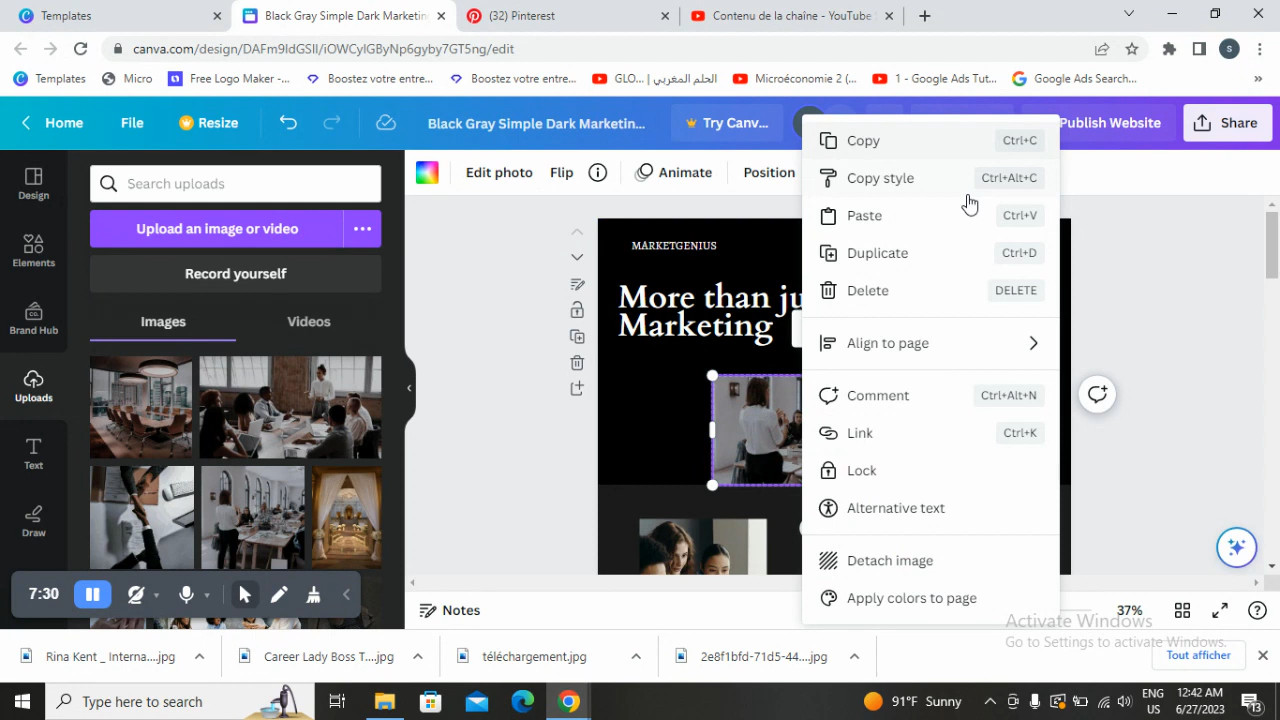 Templates
Black Gray Simple Dark Marketin
(32) Pinterest
Contenu de la chaîne - YouTube S
canva.com/design/DAFm9IdGSII/iOWCyIGByNp6gyby7GT5ng/edit
S
Templates
Micro
Free Logo Maker -...
Boostez votre entre...
Boostez votre entre...
GLO... | الحلم المغربي
Microéconomie 2 (...
1 - Google Ads Tut...
Google Ads Search...
»
Home
File
Resize
Black Gray Simple Dark Marketin...
Try Canv...
Publish Website
Share
Design
Elements
Brand Hub
Uploads
Text
Draw
Search uploads
Upload an image or video
Record yourself
Images
Videos
Edit photo
Flip
Animate
Position
MARKETGENIUS
More than ju
Marketing
Copy
Ctrl+C
Copy style
Ctrl+Alt+C
Paste
Ctrl+V
Duplicate
Ctrl+D
Delete
DELETE
Align to page
Comment
Ctrl+Alt+N
Link
Ctrl+K
Lock
Alternative text
Detach image
Apply colors to page
7:30
Notes
37%
Activate Windows
Go to Settings to activate Windows.
Rina Kent _ Interna....jpg
Career Lady Boss T....jpg
téléchargement.jpg
2e8f1bfd-71d5-44....jpg
Tout afficher
Type here to search
91°F Sunny
ENG
US
12:42 AM
6/27/2023
13